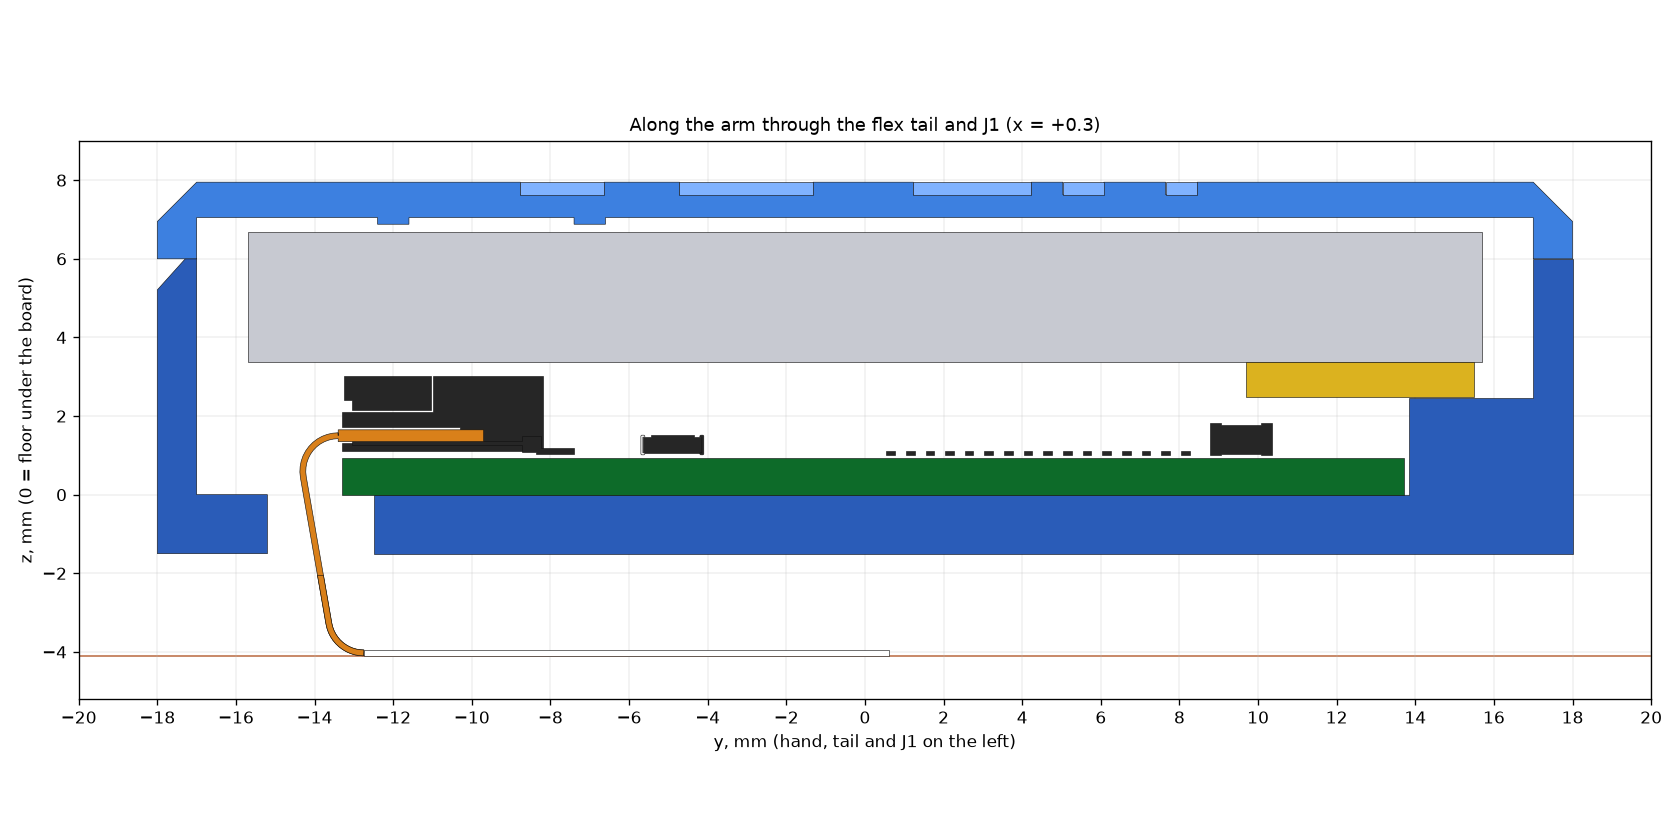 Along the arm through the flex tail and J1 (x = +0.3)
z, mm (0 = floor under the board)
8
6
4
2
0
−2
−4
−20 −18 −16 −14 −12 −10 −8 −6 −4 −2 0 2 4 6 8 10 12 14 16 18 20
y, mm (hand, tail and J1 on the left)